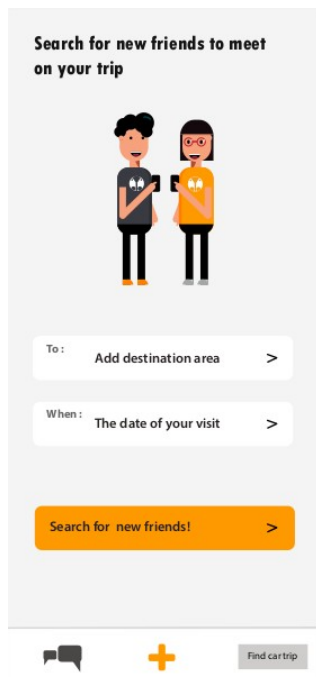 Search for new friends to meet
on your trip
To :
Add destination area
>
When :
The date of your visit
>
Search for new friends!
>
Find car trip